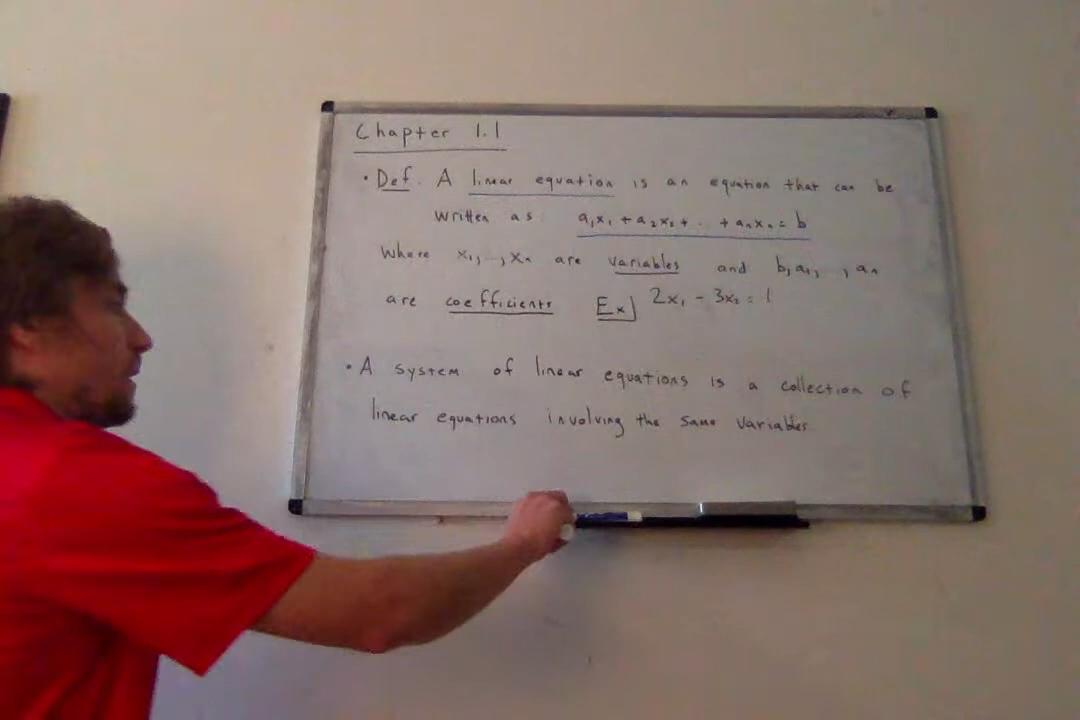 Chapter 1.1
• Def. A linear equation is an equation that can be
written as a₁x₁ + a₂x₂ + ... + aₙxₙ = b
where x₁, ..., xₙ are variables and b, a₁, ..., aₙ
are coefficients Ex] 2x₁ - 3x₂ = 1
• A system of linear equations is a collection of
linear equations involving the same variables